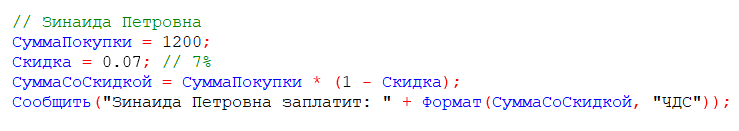 // Зинаида Петровна
СуммаПокупки = 1200;
Скидка = 0.07; // 7%
СуммаСоСкидкой = СуммаПокупки * (1 - Скидка);
Сообщить("Зинаида Петровна заплатит: " + Формат(СуммаСоСкидкой, "ЧДС"));